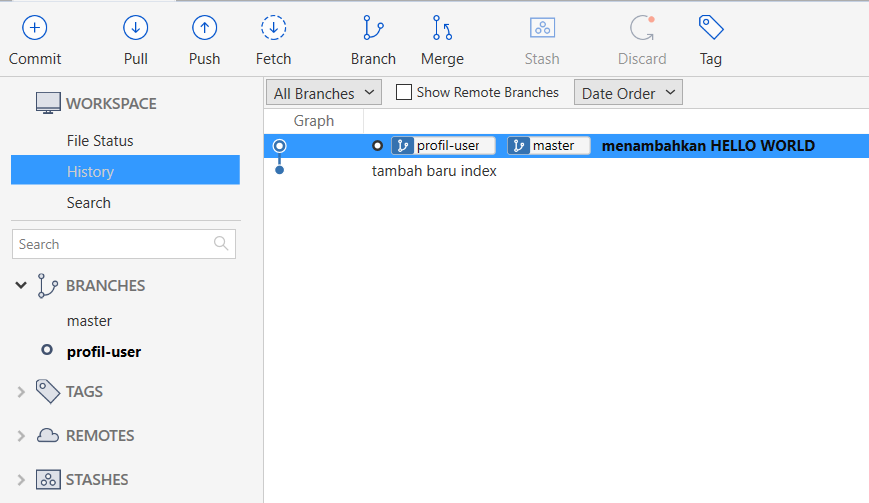 Commit Pull Push Fetch Branch Merge Stash Discard Tag
WORKSPACE
File Status
History
Search
Search
BRANCHES
master
profil-user
TAGS
REMOTES
STASHES
All Branches Show Remote Branches Date Order
Graph
profil-user master menambahkan HELLO WORLD
tambah baru index